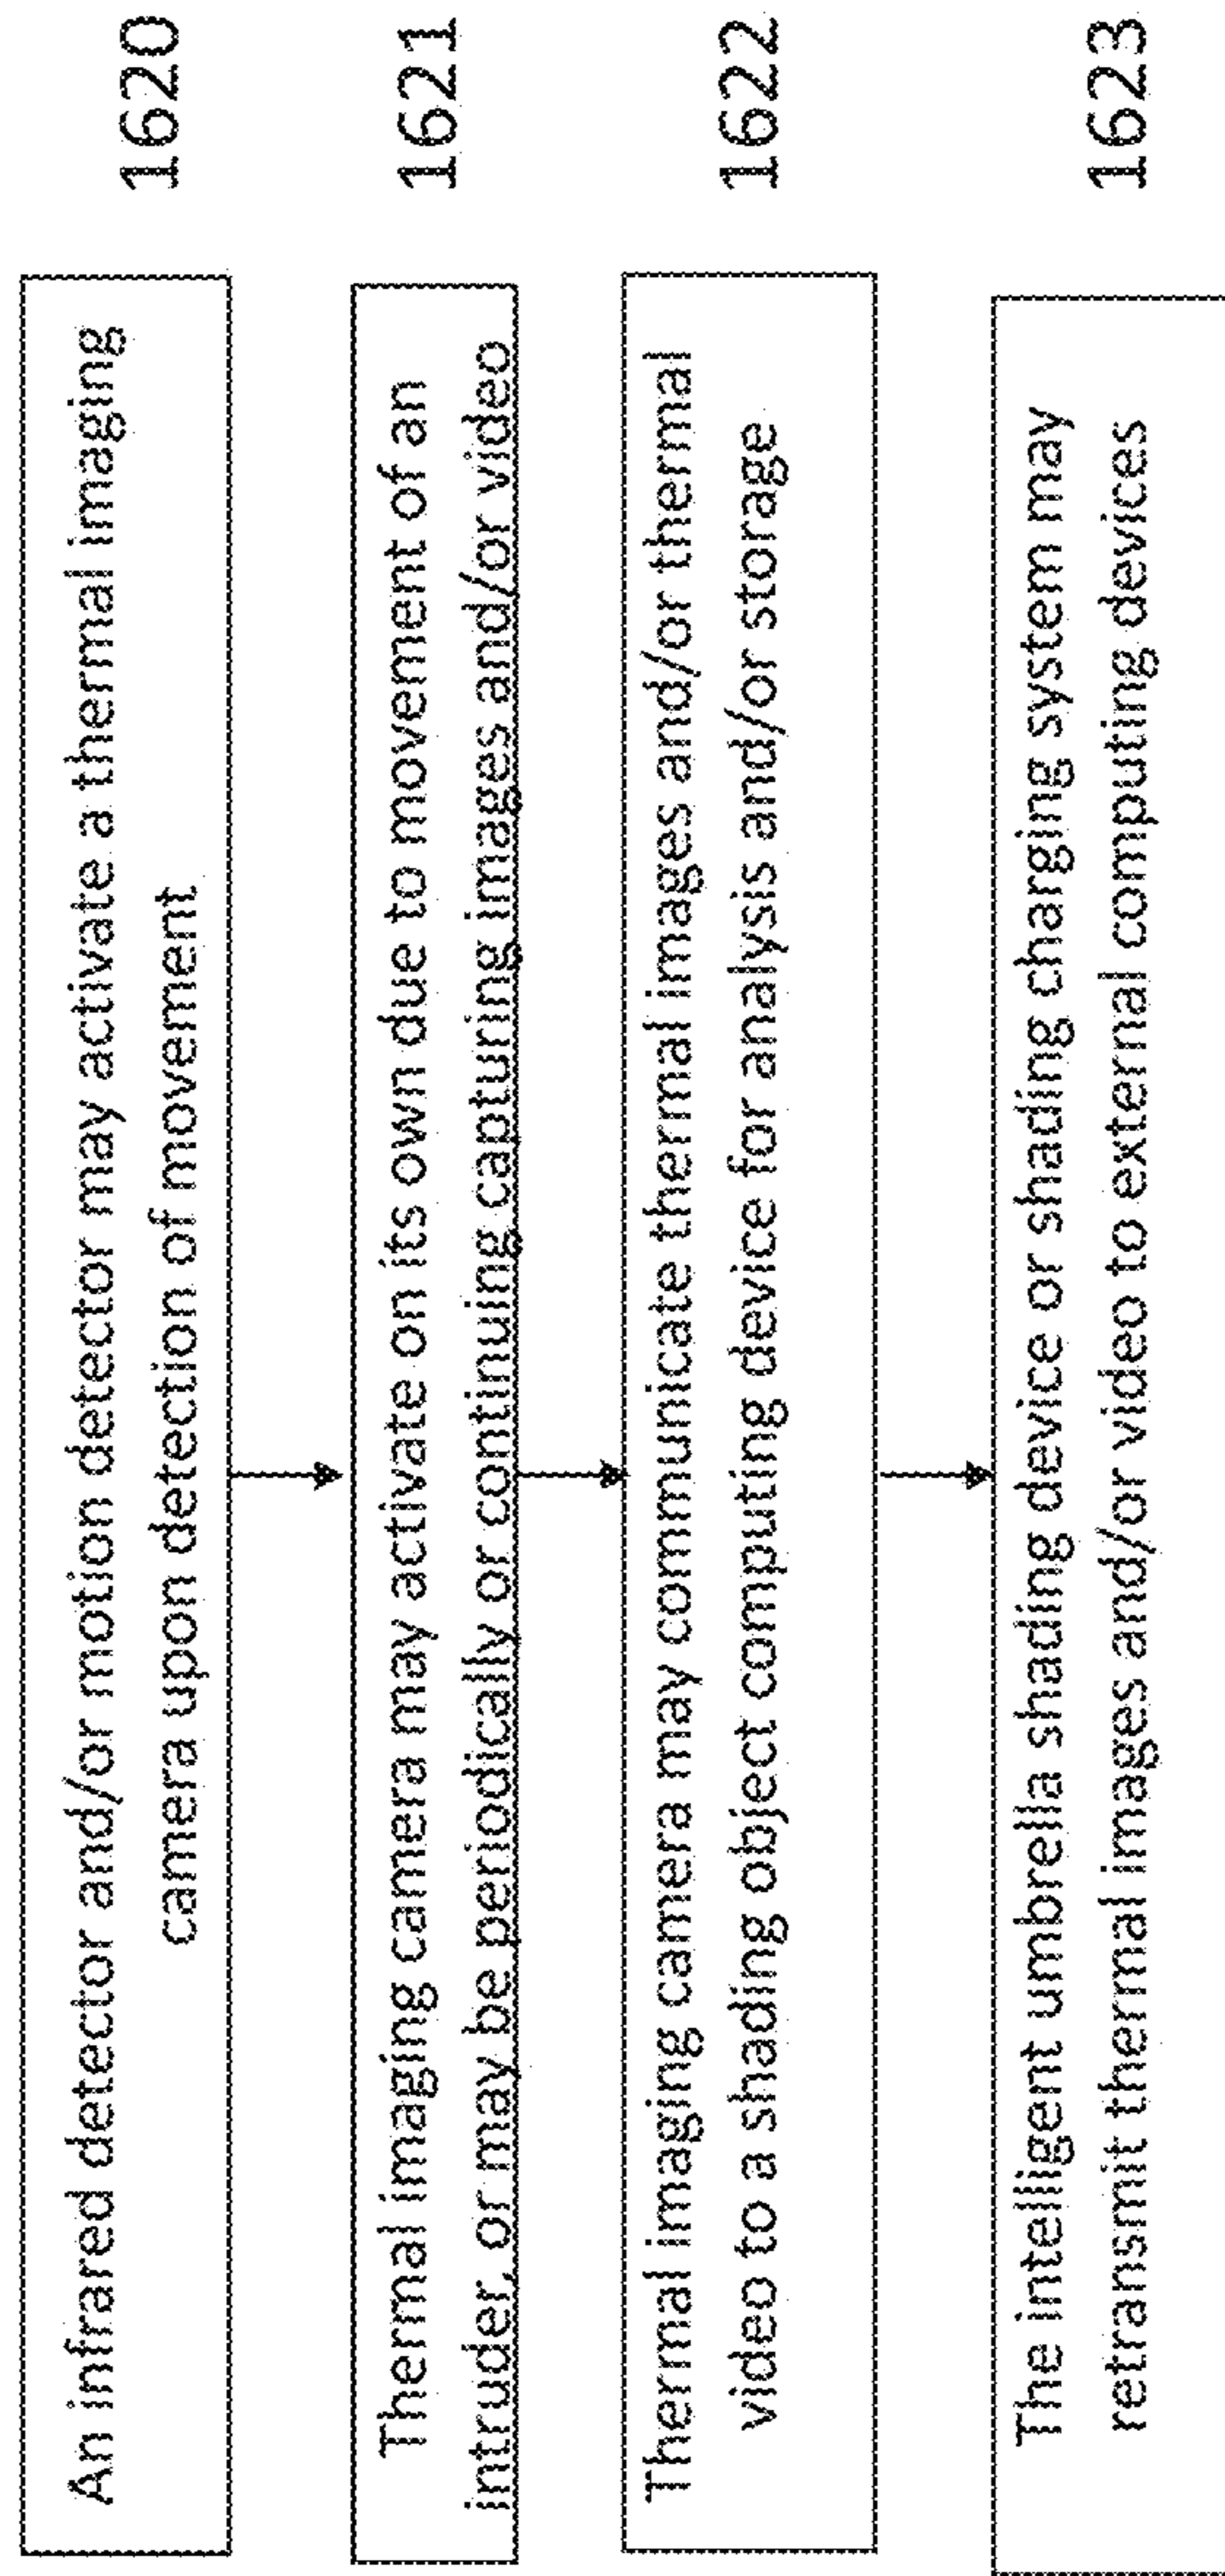 An infrared detector and/or motion detector may activate a thermal imaging
camera upon detection of movement
1620
Thermal imaging camera may activate on its own due to movement of an
intruder, or may be periodically or continuing capturing images and/or video
1621
Thermal imaging camera may communicate thermal images and/or thermal
video to a shading object computing device for analysis and/or storage
1622
The intelligent umbrella shading device or shading charging system may
retransmit thermal images and/or video to external computing devices
1623